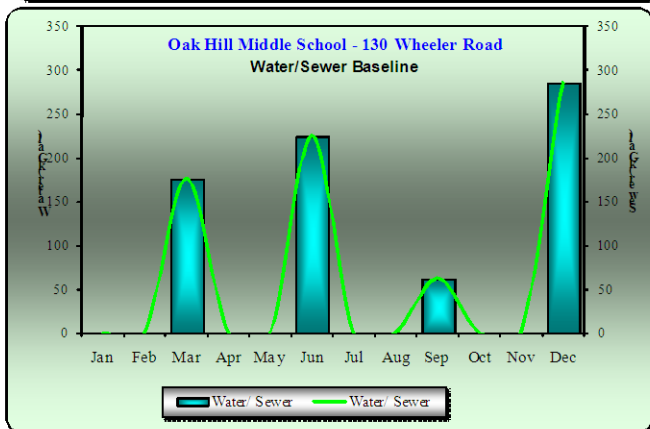 Oak Hill Middle School - 130 Wheeler Road
Water/Sewer Baseline
350 350
300 300
250 250
200 200
150 150
100 100
50 50
0 0
Jan Feb Mar Apr May Jun Jul Aug Sep Oct Nov Dec
Water/ Sewer Water/ Sewer